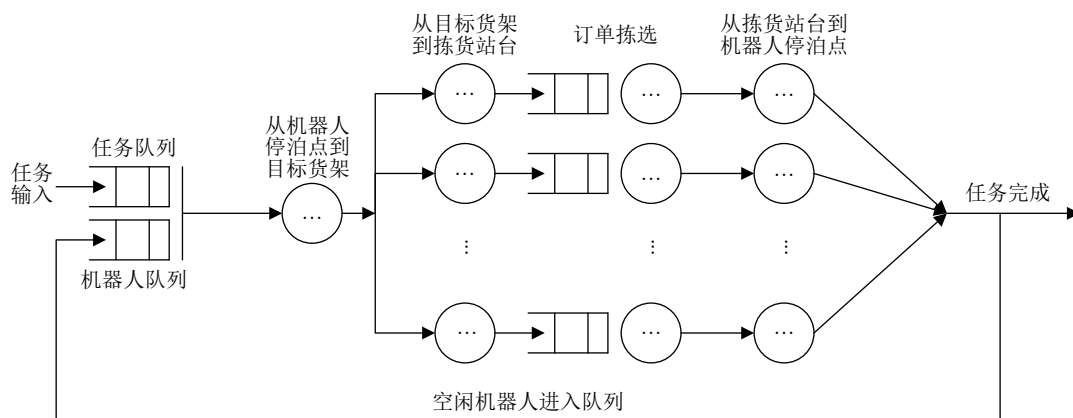 从目标货架
到拣货站台
订单拣选
从拣货站台到
机器人停泊点
…
…
…
从机器人
停泊点到
目标货架
任务队列
任务
输入
…
…
…
…
任务完成
机器人队列
⋮
⋮
⋮
…
…
…
空闲机器人进入队列